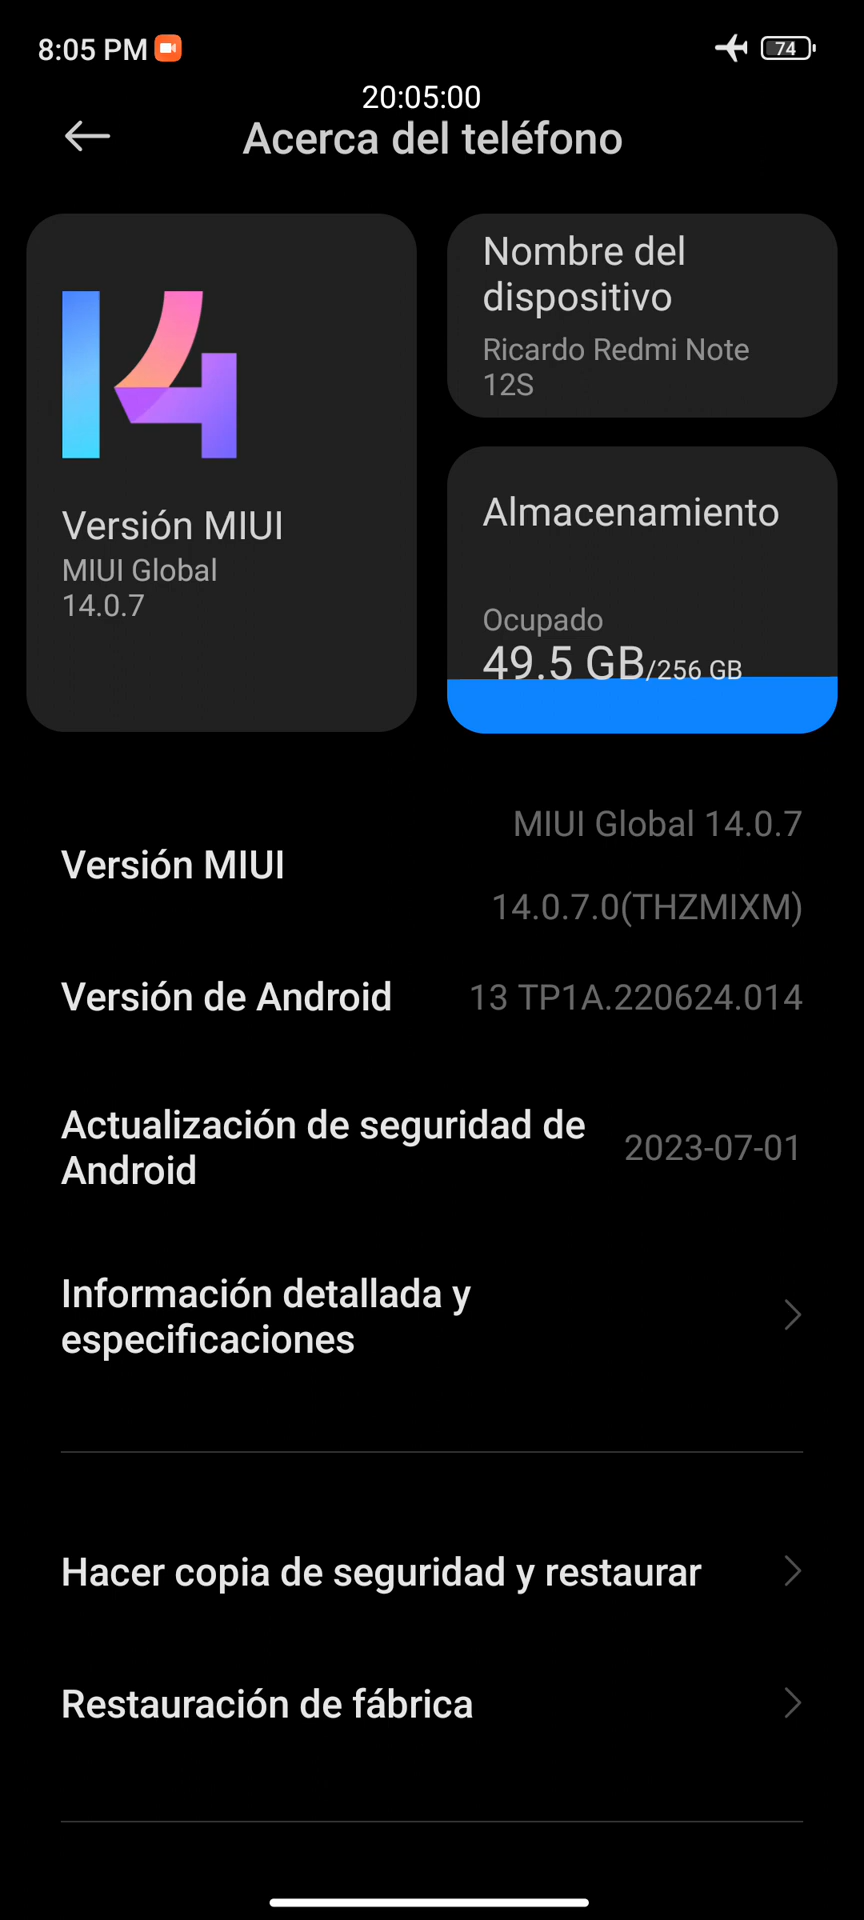 8:05 PM
74
20:05:00
Acerca del teléfono
14
Versión MIUI
MIUI Global
14.0.7
Nombre del
dispositivo
Ricardo Redmi Note
12S
Almacenamiento
Ocupado
49.5 GB/256 GB
Versión MIUI
MIUI Global 14.0.7
14.0.7.0(THZMIXM)
Versión de Android
13 TP1A.220624.014
Actualización de seguridad de
Android
2023-07-01
Información detallada y
especificaciones
Hacer copia de seguridad y restaurar
Restauración de fábrica